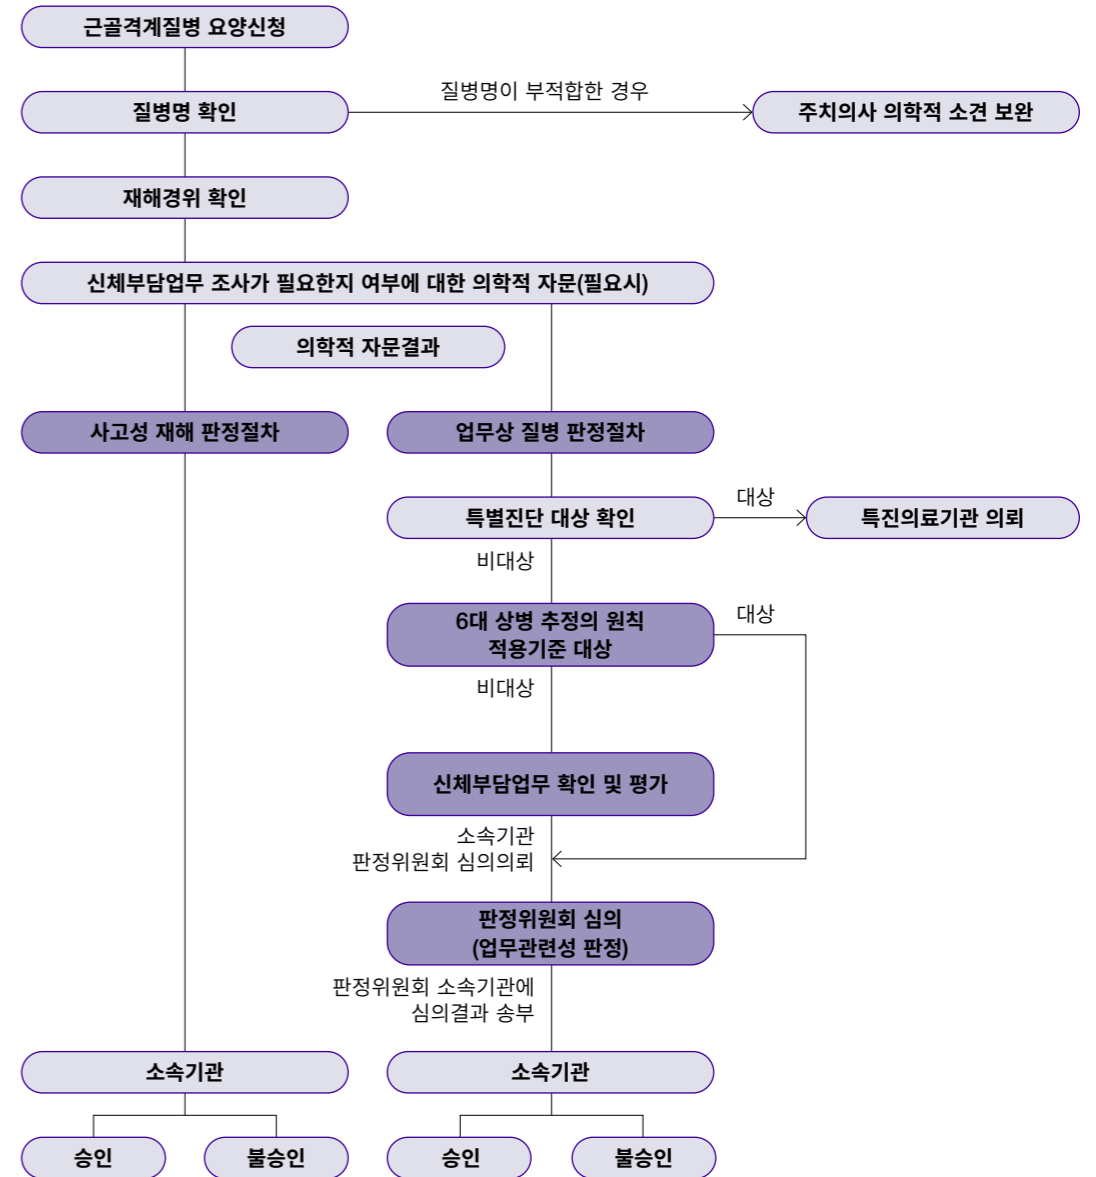 근골격계질병 요양신청
질병명 확인
질병명이 부적합한 경우
주치의사 의학적 소견 보완
재해경위 확인
신체부담업무 조사가 필요한지 여부에 대한 의학적 자문(필요시)
의학적 자문결과
사고성 재해 판정절차
업무상 질병 판정절차
특별진단 대상 확인
대상
특진의료기관 의뢰
비대상
6대 상병 추정의 원칙
적용기준 대상
대상
비대상
신체부담업무 확인 및 평가
소속기관
판정위원회 심의의뢰
판정위원회 심의
(업무관련성 판정)
판정위원회 소속기관에
심의결과 송부
소속기관
소속기관
승인
불승인
승인
불승인